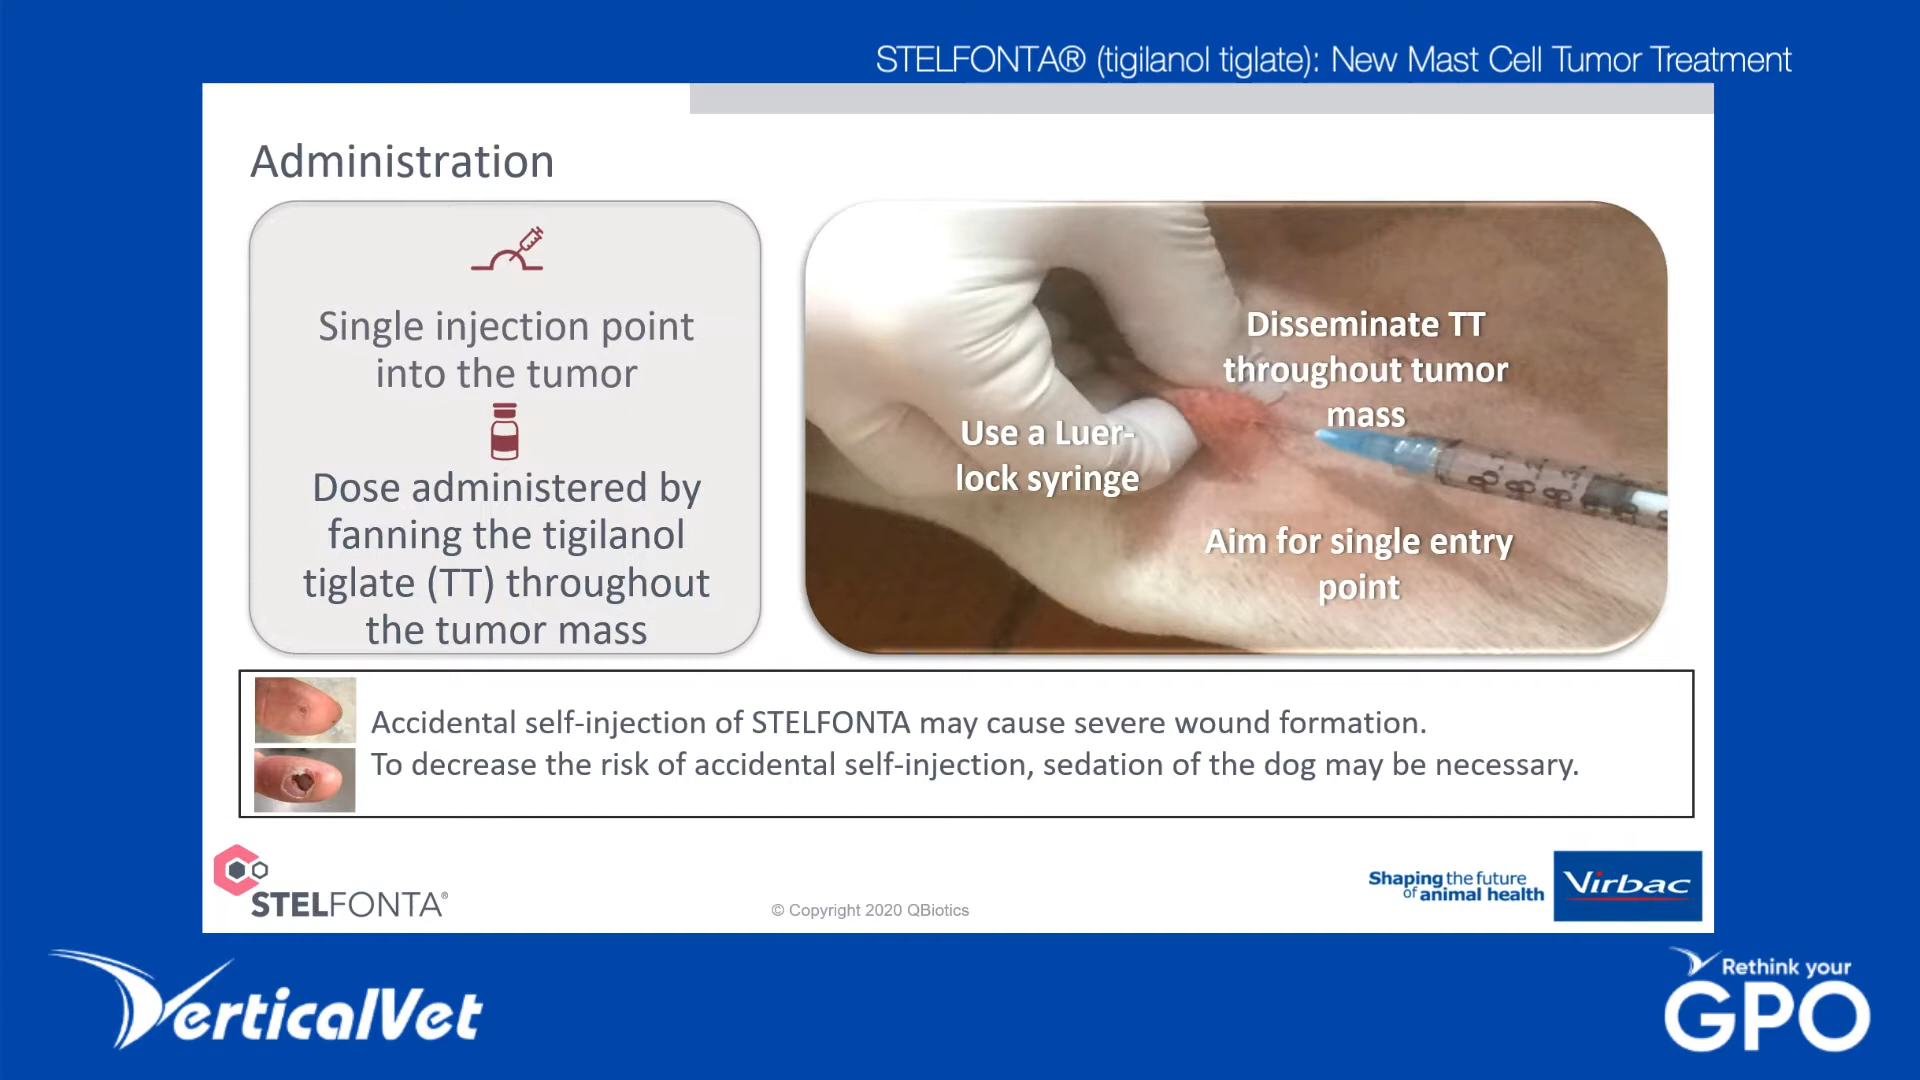 STELFONTA® (tigilanol tiglate): New Mast Cell Tumor Treatment
Administration
Single injection point
into the tumor
Dose administered by
fanning the tigilanol
tiglate (TT) throughout
the tumor mass
Disseminate TT
throughout tumor
mass
Use a Luer-
lock syringe
Aim for single entry
point
Accidental self-injection of STELFONTA may cause severe wound formation.
To decrease the risk of accidental self-injection, sedation of the dog may be necessary.
STELFONTA®
© Copyright 2020 QBiotics
Shaping the future
of animal health
Virbac
VerticalVet
Rethink your
GPO